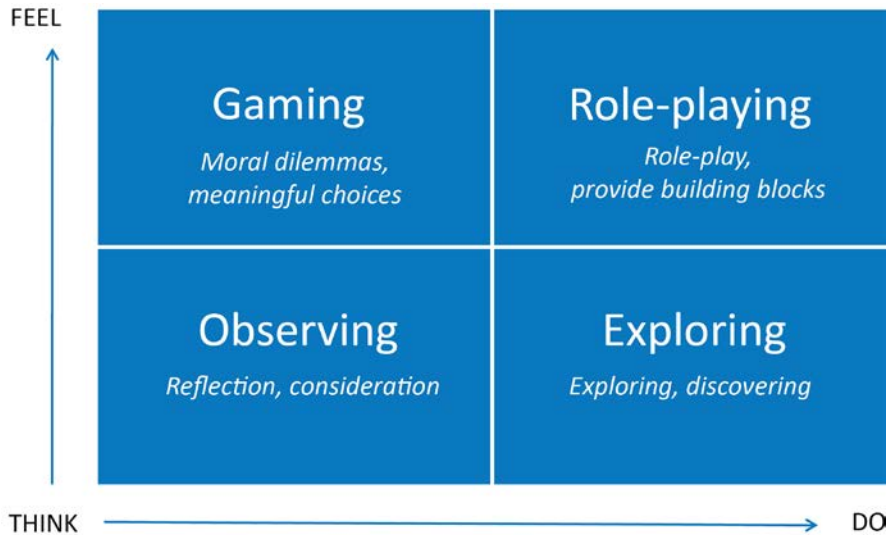 FEEL
Gaming
Moral dilemmas,
meaningful choices
Role-playing
Role-play,
provide building blocks
Observing
Reflection, consideration
Exploring
Exploring, discovering
THINK
DO